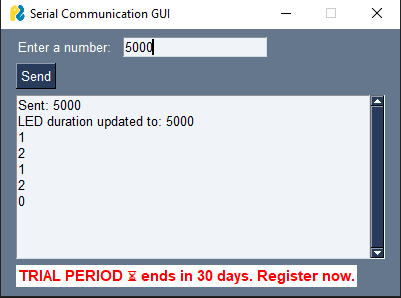 Serial Communication GUI
Enter a number: 5000
Send
Sent: 5000
LED duration updated to: 5000
1
2
1
2
0
TRIAL PERIOD ⏳ ends in 30 days. Register now.